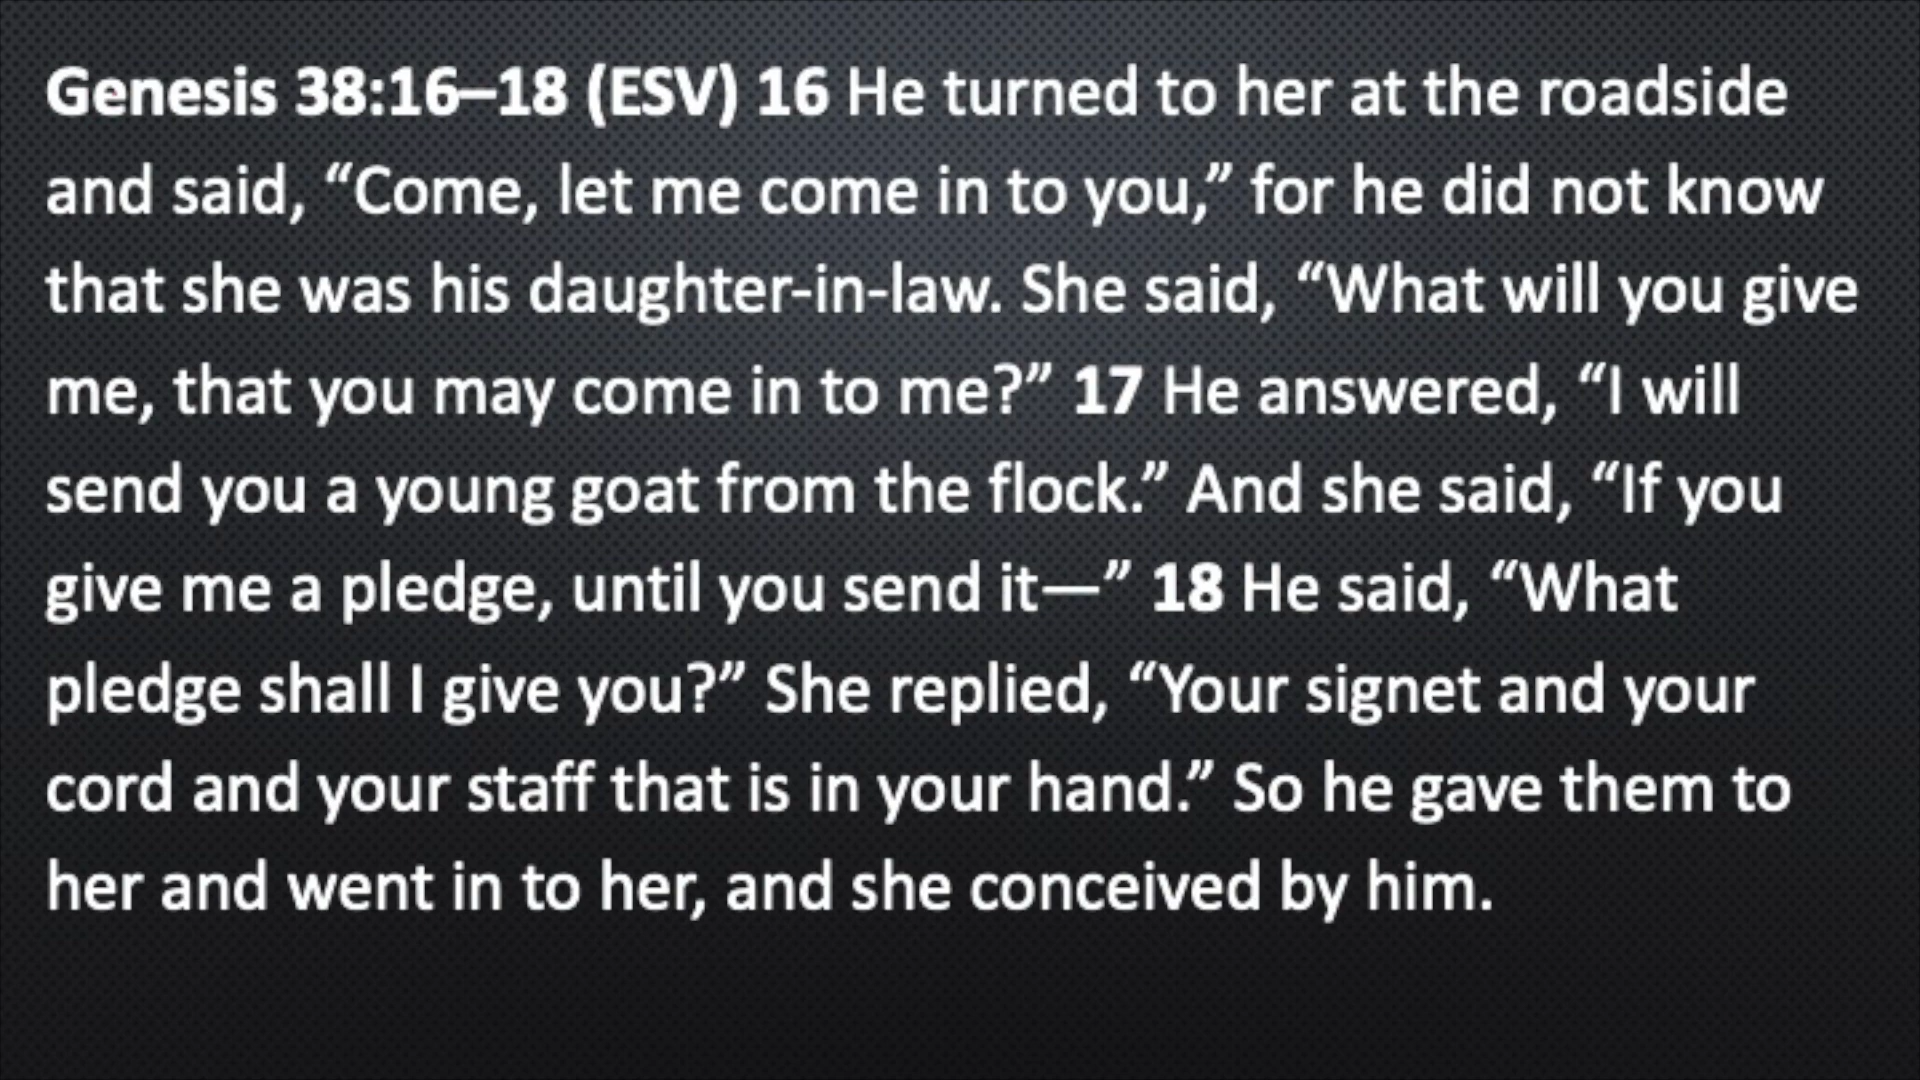 Genesis 38:16–18 (ESV) 16 He turned to her at the roadside
and said, “Come, let me come in to you,” for he did not know
that she was his daughter-in-law. She said, “What will you give
me, that you may come in to me?” 17 He answered, “I will
send you a young goat from the flock.” And she said, “If you
give me a pledge, until you send it—” 18 He said, “What
pledge shall I give you?” She replied, “Your signet and your
cord and your staff that is in your hand.” So he gave them to
her and went in to her, and she conceived by him.